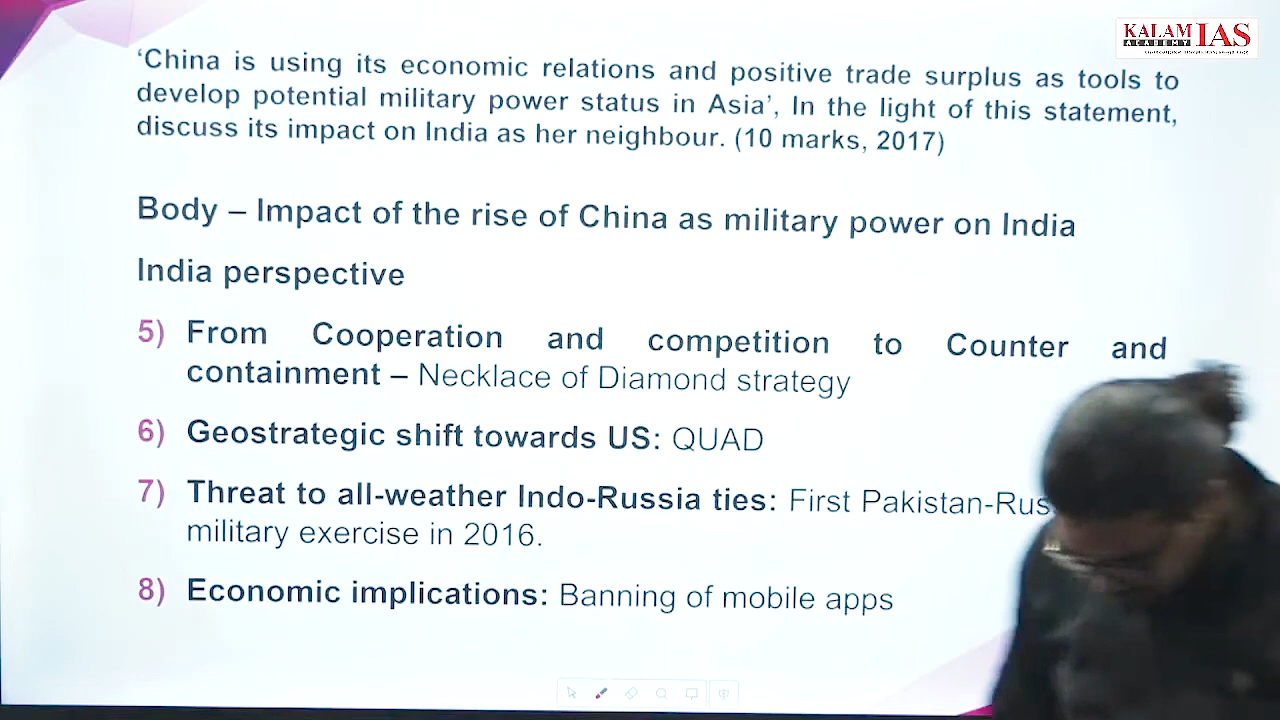 KALAM IAS
ACADEMY
‘China is using its economic relations and positive trade surplus as tools to
develop potential military power status in Asia’, In the light of this statement,
discuss its impact on India as her neighbour. (10 marks, 2017)
Body – Impact of the rise of China as military power on India
India perspective
5) From Cooperation and competition to Counter and
containment – Necklace of Diamond strategy
6) Geostrategic shift towards US: QUAD
7) Threat to all-weather Indo-Russia ties: First Pakistan-Rus
military exercise in 2016.
8) Economic implications: Banning of mobile apps